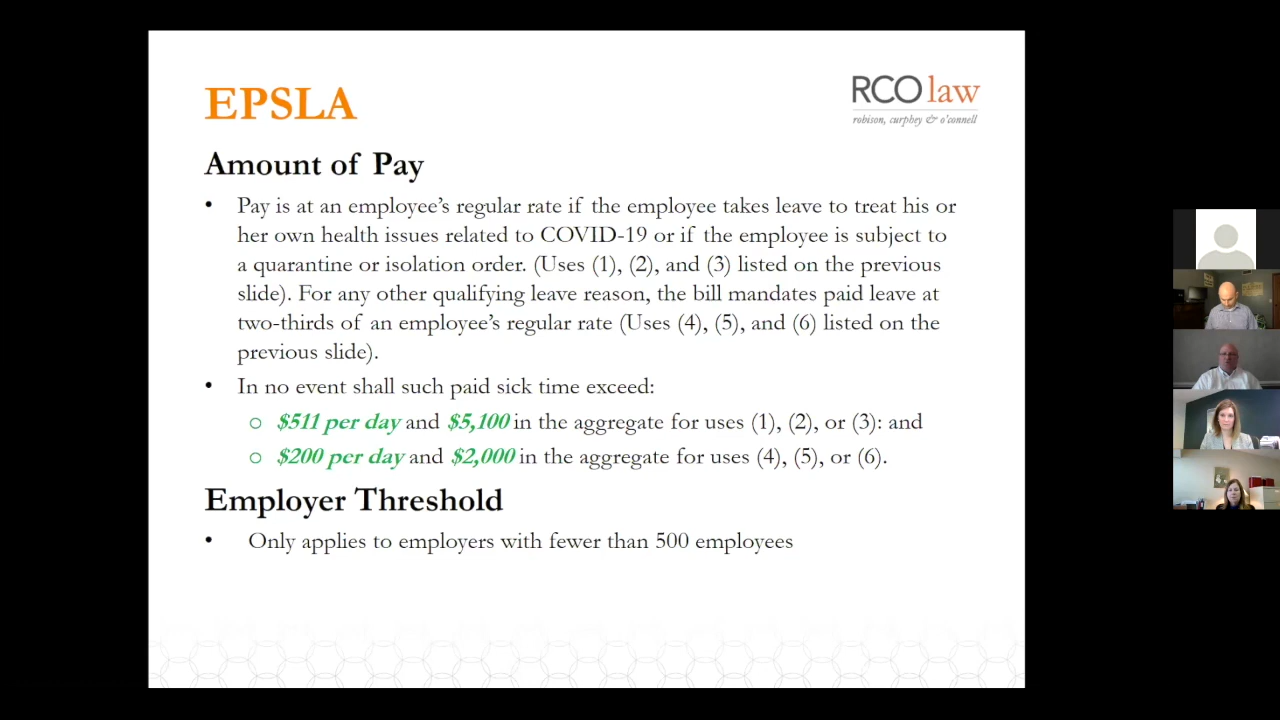 EPSLA
RCO law
robison, curphey & o'connell
Amount of Pay
• Pay is at an employee's regular rate if the employee takes leave to treat his or
her own health issues related to COVID-19 or if the employee is subject to
a quarantine or isolation order. (Uses (1), (2), and (3) listed on the previous
slide). For any other qualifying leave reason, the bill mandates paid leave at
two-thirds of an employee's regular rate (Uses (4), (5), and (6) listed on the
previous slide).
• In no event shall such paid sick time exceed:
o $511 per day and $5,100 in the aggregate for uses (1), (2), or (3): and
o $200 per day and $2,000 in the aggregate for uses (4), (5), or (6).
Employer Threshold
• Only applies to employers with fewer than 500 employees